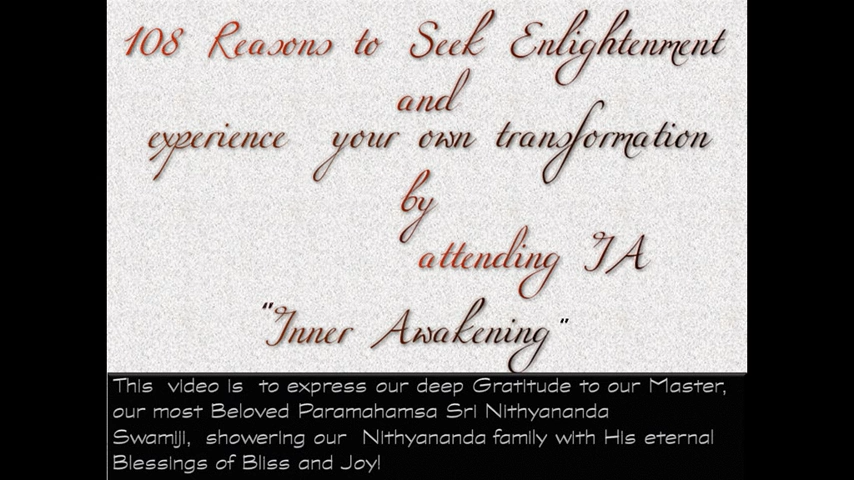 108 Reasons to Seek Enlightenment
and
experience your own transformation
by
attending IA
"Inner Awakening"
This video is to express our deep Gratitude to our Master,
our most Beloved Paramahamsa Sri Nithyananda
Swamiji, showering our Nithyananda family with His eternal
Blessings of Bliss and Joy!